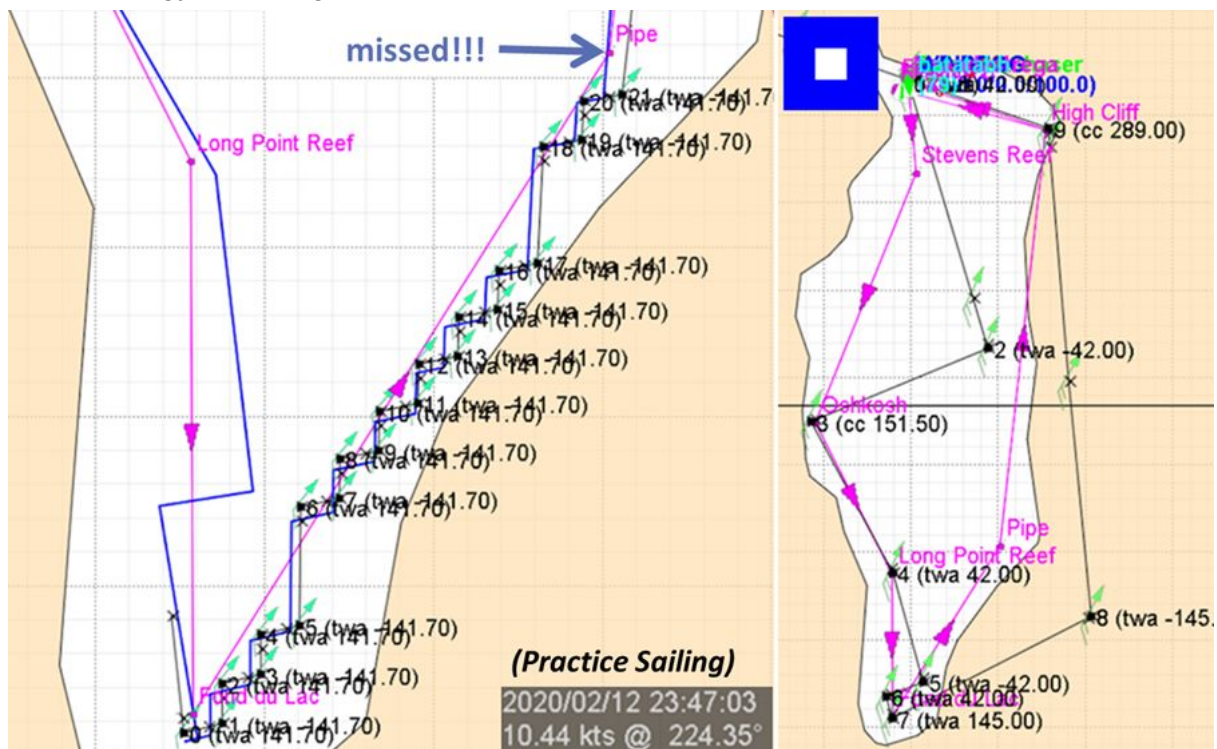 missed!!!
Pipe
21 (twa -141.7
20 (twa 141.70)
19 (twa -141.70)
18 (twa 141.70)
Long Point Reef
17 (twa -141.70)
16 (twa 141.70)
15 (twa -141.70)
14 (twa 141.70)
13 (twa -141.70)
12 (twa 141.70)
11 (twa -141.70)
10 (twa 141.70)
9 (twa -141.70)
8 (twa 141.70)
7 (twa -141.70)
6 (twa 141.70)
5 (twa -141.70)
4 (twa 141.70)
3 (twa -141.70)
2 (twa 141.70)
Fond du Lac
1 (twa -141.70)
0 (twa 141.70)
(Practice Sailing)
2020/02/12 23:47:03
10.44 kts @ 224.35°
High Cliff
9 (cc 289.00)
Stevens Reef
2 (twa -42.00)
Oshkosh
3 (cc 151.50)
Pipe
Long Point Reef
4 (twa 42.00)
8 (twa -145.
5 (twa -42.00)
6 (twa 42.00)
7 (twa 145.00)